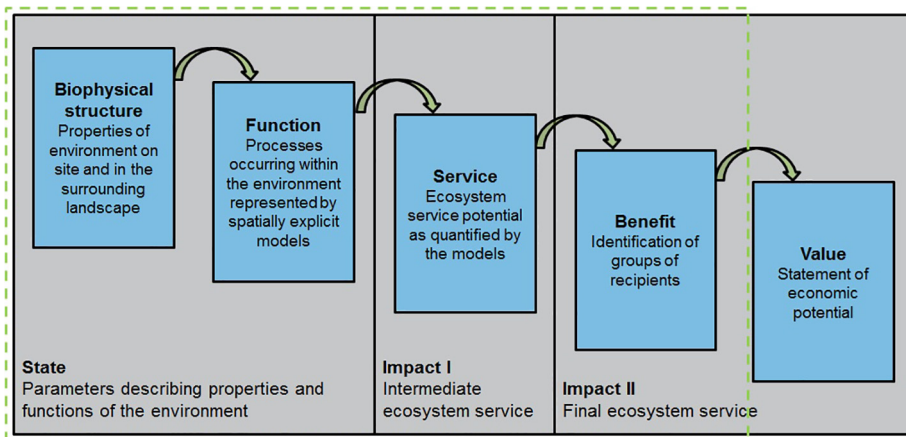 Biophysical
structure
Properties of
environment on
site and in the
surrounding
landscape
Function
Processes
occurring within
the environment
represented by
spatially explicit
models
Service
Ecosystem
service potential
as quantified by
the models
Benefit
Identification of
groups of
recipients
Value
Statement of
economic
potential
State
Parameters describing properties and
functions of the environment
Impact I
Intermediate
ecosystem service
Impact II
Final ecosystem service